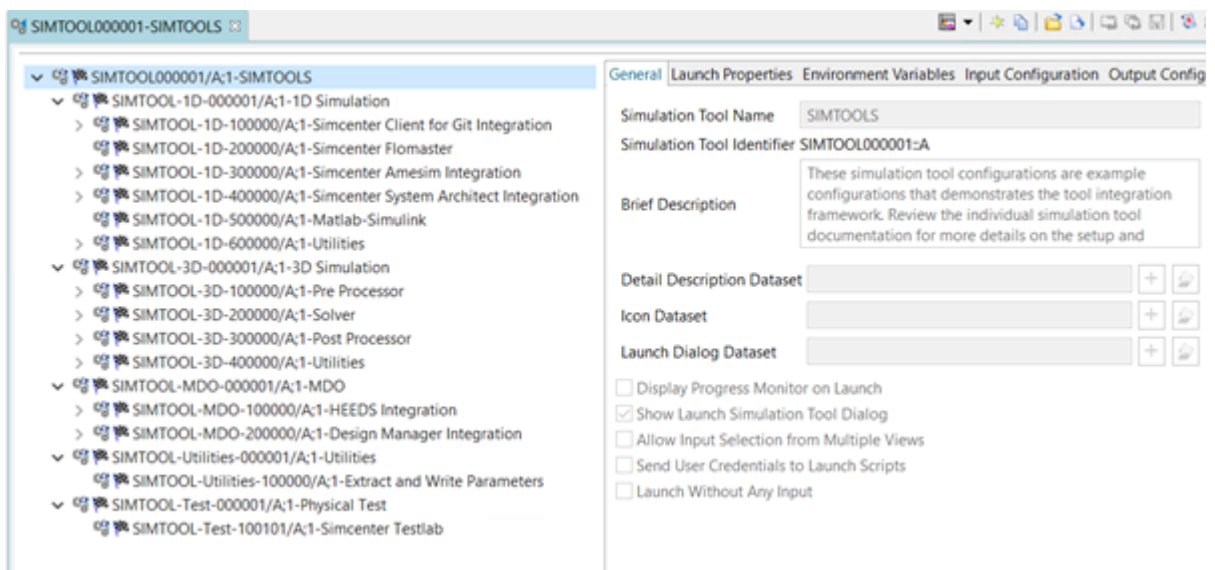 SIMTOOL000001-SIMTOOLS
SIMTOOL000001/A;1-SIMTOOLS
SIMTOOL-1D-000001/A;1-1D Simulation
SIMTOOL-1D-100000/A;1-Simcenter Client for Git Integration
SIMTOOL-1D-200000/A;1-Simcenter Flomaster
SIMTOOL-1D-300000/A;1-Simcenter Amesim Integration
SIMTOOL-1D-400000/A;1-Simcenter System Architect Integration
SIMTOOL-1D-500000/A;1-Matlab-Simulink
SIMTOOL-1D-600000/A;1-Utilities
SIMTOOL-3D-000001/A;1-3D Simulation
SIMTOOL-3D-100000/A;1-Pre Processor
SIMTOOL-3D-200000/A;1-Solver
SIMTOOL-3D-300000/A;1-Post Processor
SIMTOOL-3D-400000/A;1-Utilities
SIMTOOL-MDO-000001/A;1-MDO
SIMTOOL-MDO-100000/A;1-HEEDS Integration
SIMTOOL-MDO-200000/A;1-Design Manager Integration
SIMTOOL-Utilities-000001/A;1-Utilities
SIMTOOL-Utilities-100000/A;1-Extract and Write Parameters
SIMTOOL-Test-000001/A;1-Physical Test
SIMTOOL-Test-100101/A;1-Simcenter Testlab
General Launch Properties Environment Variables Input Configuration Output Config
Simulation Tool Name SIMTOOLS
Simulation Tool Identifier SIMTOOL000001::A
Brief Description
These simulation tool configurations are example
configurations that demonstrates the tool integration
framework. Review the individual simulation tool
documentation for more details on the setup and
Detail Description Dataset
Icon Dataset
Launch Dialog Dataset
Display Progress Monitor on Launch
Show Launch Simulation Tool Dialog
Allow Input Selection from Multiple Views
Send User Credentials to Launch Scripts
Launch Without Any Input